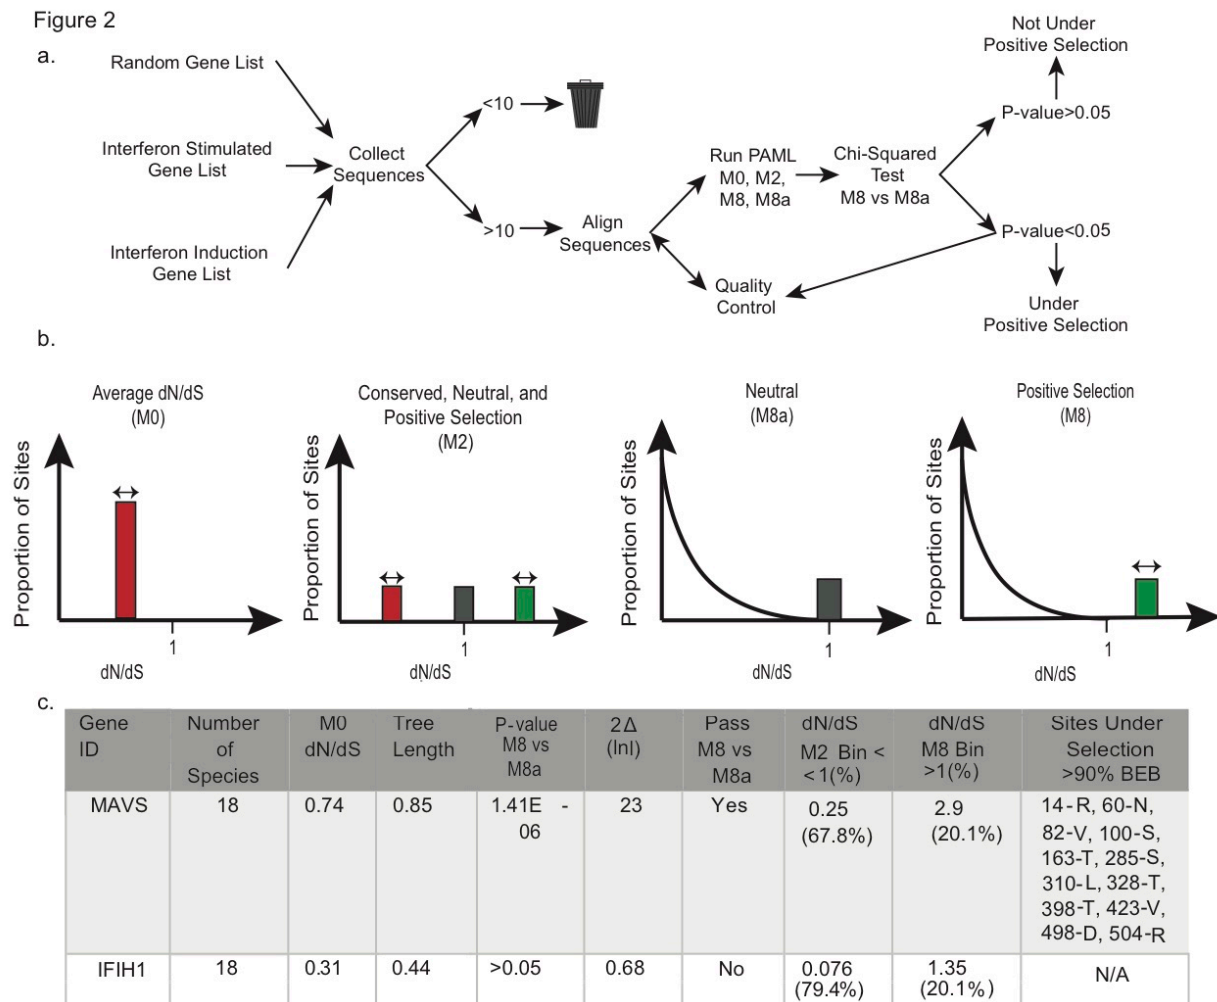 Figure 2
a.
Random Gene List
Interferon Stimulated
Gene List
Interferon Induction
Gene List
Collect
Sequences
<10
>10
Align
Sequences
Run PAML
M0, M2,
M8, M8a
Quality
Control
Chi-Squared
Test
M8 vs M8a
Not Under
Positive Selection
P-value>0.05
P-value<0.05
Under
Positive Selection
b.
Average dN/dS
(M0)
Proportion of Sites
1
dN/dS
Conserved, Neutral, and
Positive Selection
(M2)
Proportion of Sites
1
dN/dS
Neutral
(M8a)
Proportion of Sites
1
dN/dS
Positive Selection
(M8)
Proportion of Sites
1
dN/dS
c.
Gene
ID
Number
of
Species
M0
dN/dS
Tree
Length
P-value
M8 vs
M8a
2Δ
(lnl)
Pass
M8 vs
M8a
dN/dS
M2 Bin <
<1(%)
dN/dS
M8 Bin
>1(%)
Sites Under
Selection
>90% BEB
MAVS
18
0.74
0.85
1.41E -
06
23
Yes
0.25
(67.8%)
2.9
(20.1%)
14-R, 60-N,
82-V, 100-S,
163-T, 285-S,
310-L, 328-T,
398-T, 423-V,
498-D, 504-R
IFIH1
18
0.31
0.44
>0.05
0.68
No
0.076
(79.4%)
1.35
(20.1%)
N/A